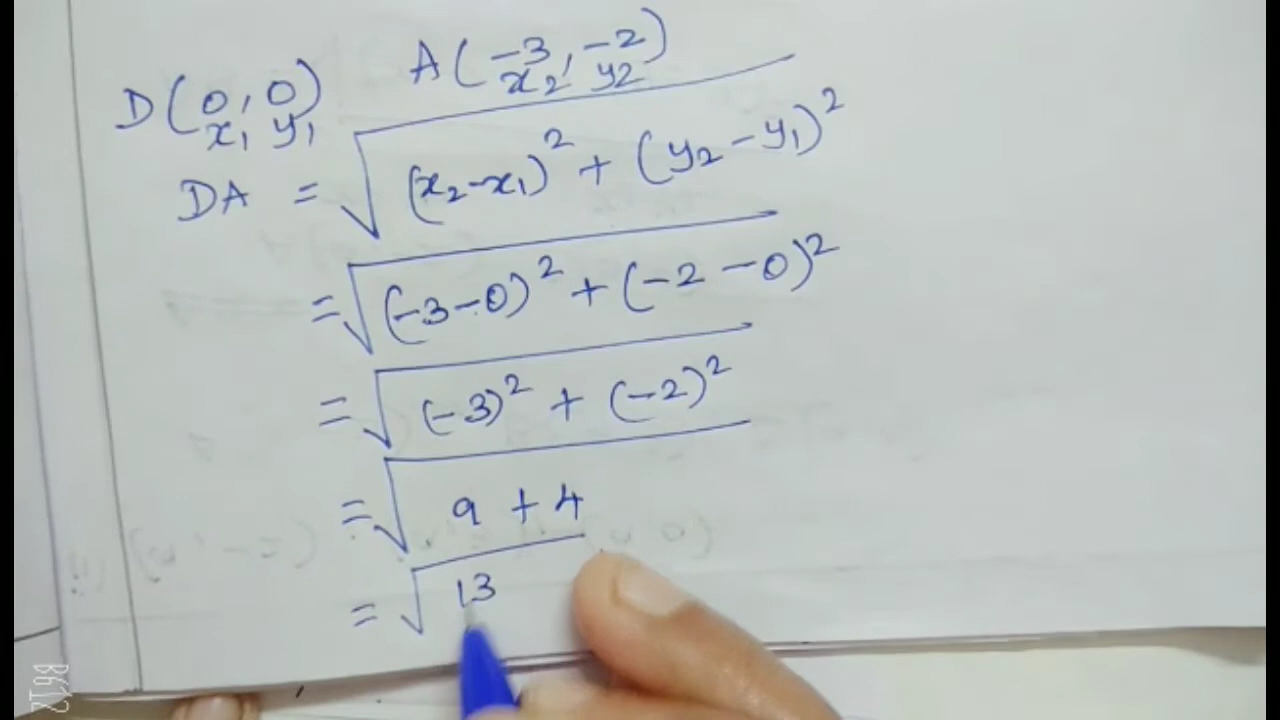 D(0, 0) A(-3, -2)
x₁ y₁ x₂ y₂
DA = √(x₂-x₁)² + (y₂-y₁)²
= √(-3-0)² + (-2-0)²
= √(-3)² + (-2)²
= √9 + 4
= √13